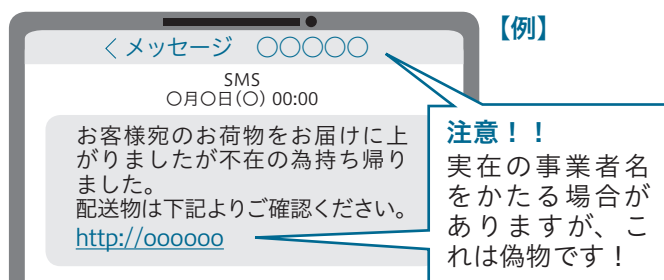 【例】
く メッセージ 〇〇〇〇〇
SMS
〇月〇日(〇) 00:00
お客様宛のお荷物をお届けに上
がりましたが不在の為持ち帰り
ました。
配送物は下記よりご確認ください。
http://oooooo
注意！！
実在の事業者名
をかたる場合が
ありますが、こ
れは偽物です！